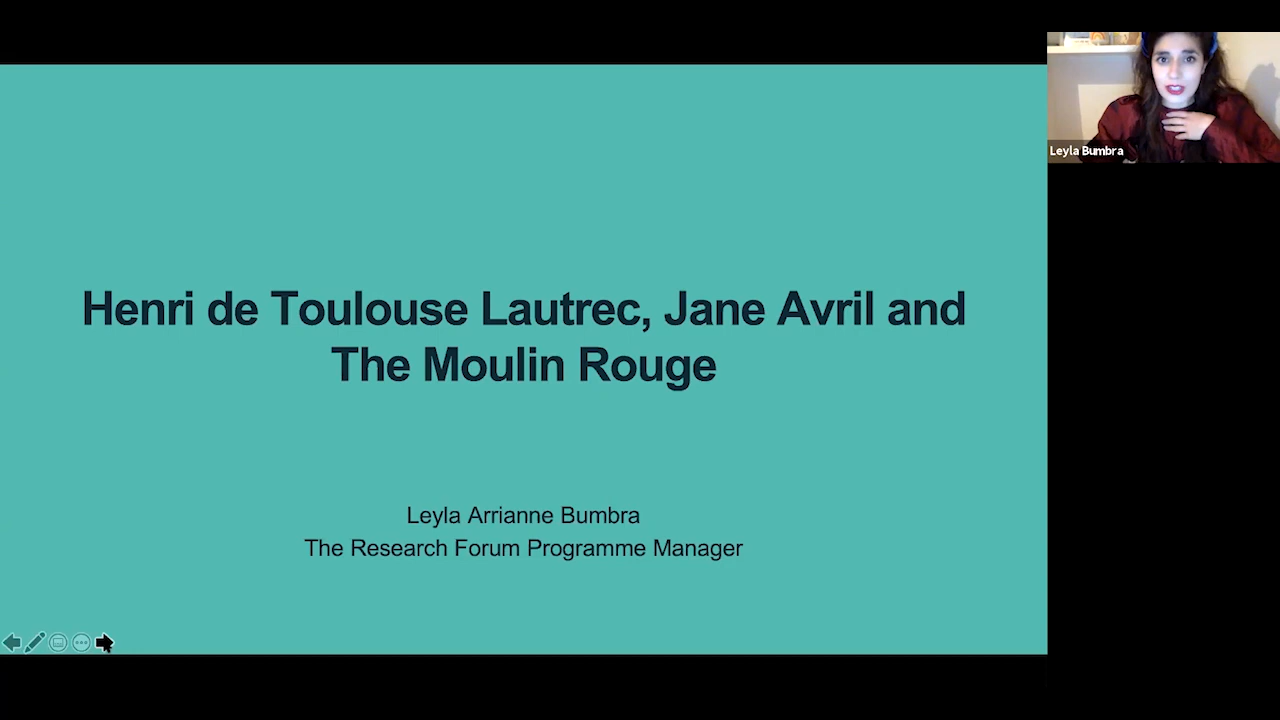 Henri de Toulouse Lautrec, Jane Avril and
The Moulin Rouge
Leyla Arrianne Bumbra
The Research Forum Programme Manager
Leyla Bumbra